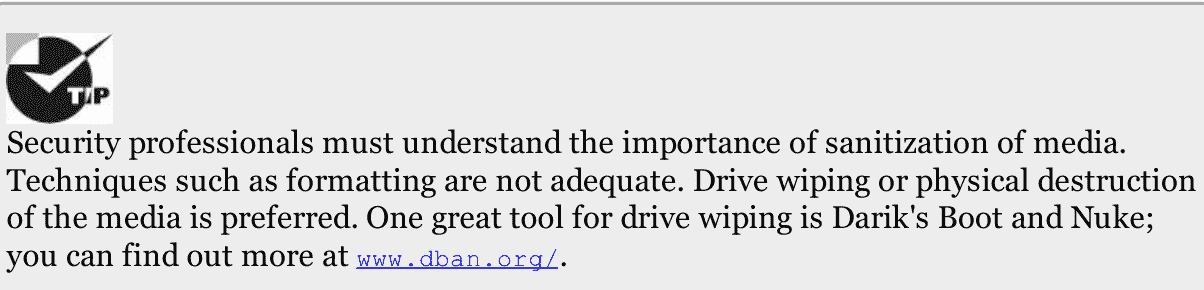 TIP
Security professionals must understand the importance of sanitization of media.
Techniques such as formatting are not adequate. Drive wiping or physical destruction
of the media is preferred. One great tool for drive wiping is Darik's Boot and Nuke;
you can find out more at www.dban.org/.